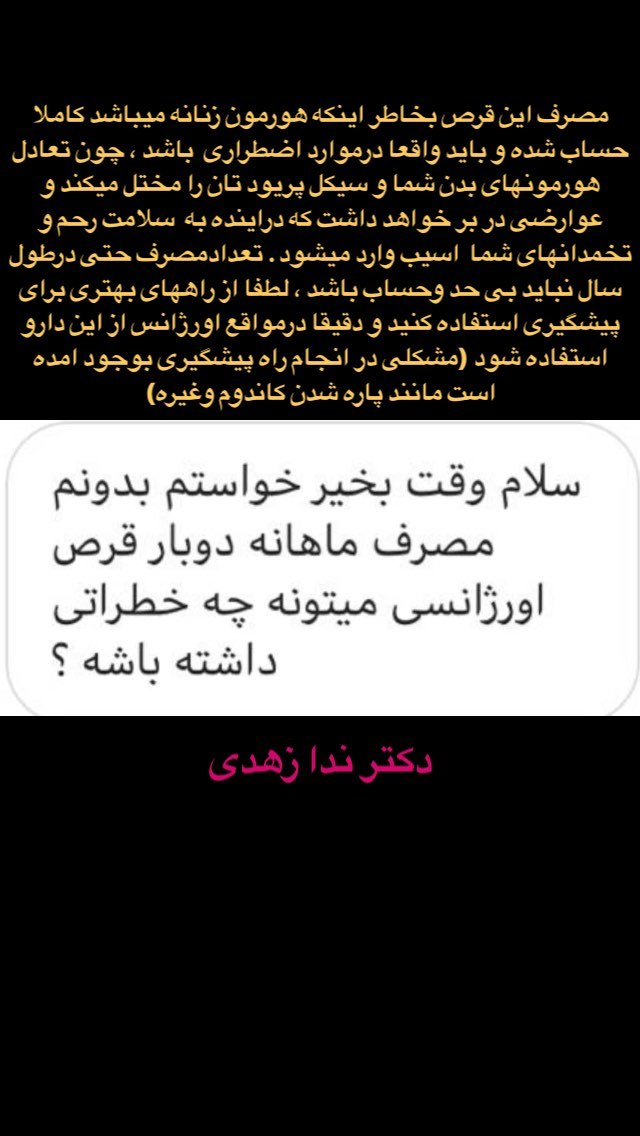 مصرف این قرص بخاطر اینکه هورمون زنانه میباشد کاملا
حساب شده و باید واقعا درموارد اضطراری باشد ، چون تعادل
هورمونهای بدن شما و سیکل پریود تان را مختل میکند و
عوارضی در بر خواهد داشت که دراینده به سلامت رحم و
تخمدانهای شما اسیب وارد میشود . تعدادمصرف حتی درطول
سال نباید بی حد وحساب باشد ، لطفا از راههای بهتری برای
پیشگیری استفاده کنید و دقیقا درمواقع اورژانس از این دارو
استفاده شود (مشکلی در انجام راه پیشگیری بوجود امده
است مانند پاره شدن کاندوم وغیره)
سلام وقت بخیر خواستم بدونم
مصرف ماهانه دوبار قرص
اورژانسی میتونه چه خطراتی
داشته باشه ؟
دکتر ندا زهدی